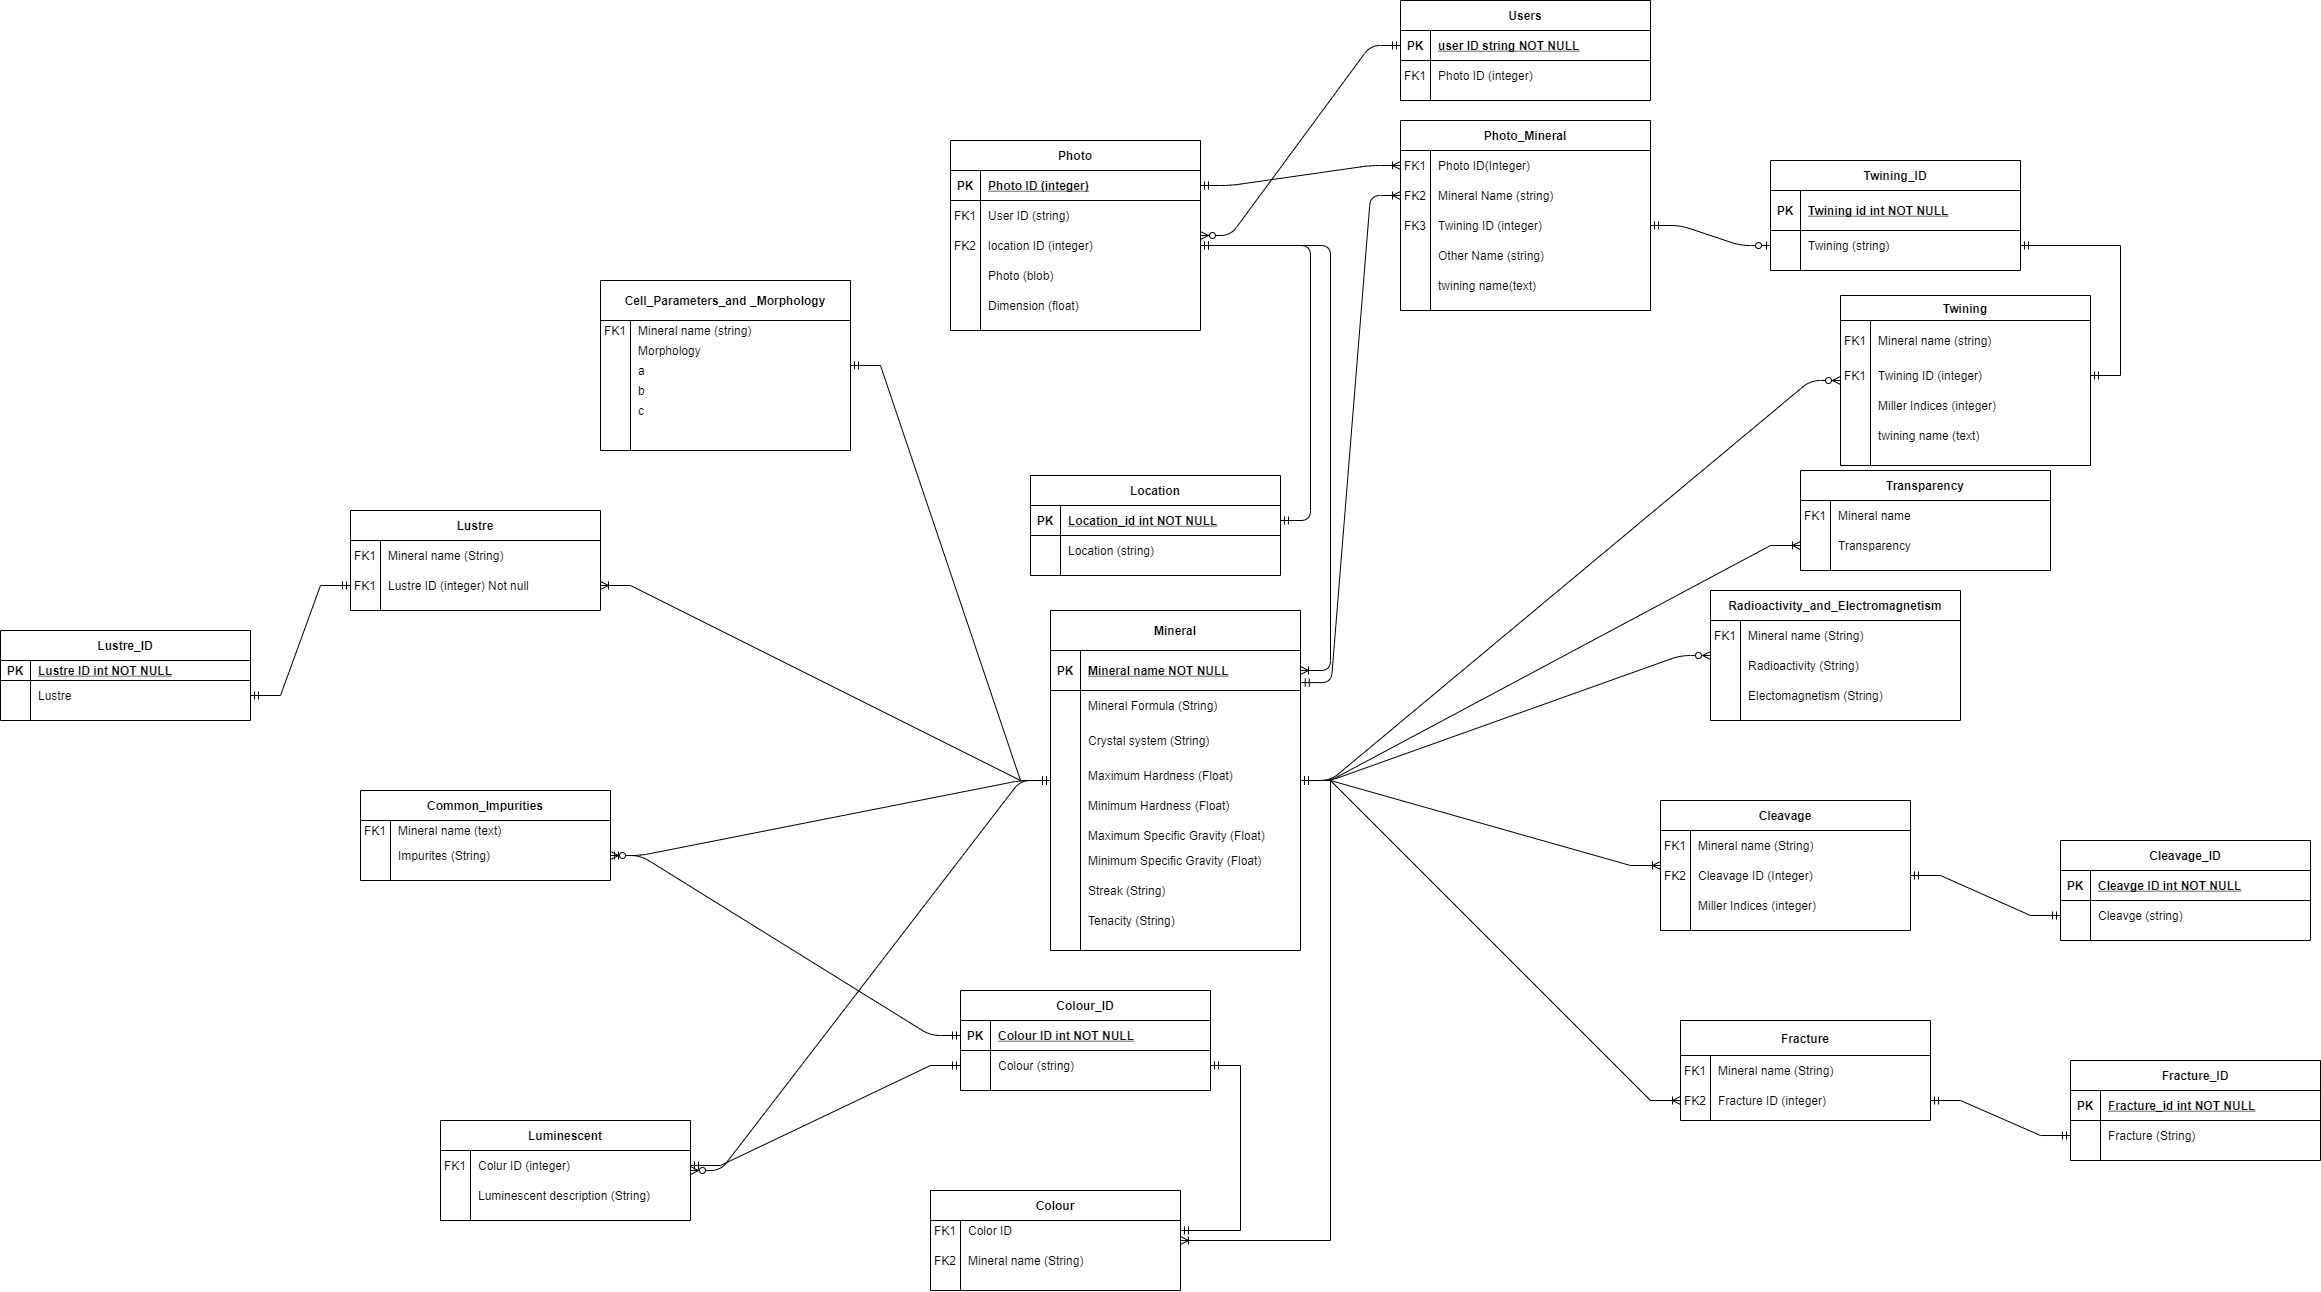 Users
PK user ID string NOT NULL
FK1 Photo ID (integer)
Photo_Mineral
FK1 Photo ID(Integer)
FK2 Mineral Name (string)
FK3 Twining ID (integer)
Other Name (string)
twining name(text)
Photo
PK Photo ID (integer)
FK1 User ID (string)
FK2 location ID (integer)
Photo (blob)
Dimension (float)
Twining_ID
PK Twining id int NOT NULL
Twining (string)
Cell_Parameters_and _Morphology
FK1 Mineral name (string)
Morphology
a
b
c
Twining
FK1 Mineral name (string)
FK1 Twining ID (integer)
Miller Indices (integer)
twining name (text)
Location
PK Location_id int NOT NULL
Location (string)
Transparency
FK1 Mineral name
Transparency
Lustre
FK1 Mineral name (String)
FK1 Lustre ID (integer) Not null
Lustre_ID
PK Lustre ID int NOT NULL
Lustre
Mineral
PK Mineral name NOT NULL
Mineral Formula (String)
Crystal system (String)
Maximum Hardness (Float)
Minimum Hardness (Float)
Maximum Specific Gravity (Float)
Minimum Specific Gravity (Float)
Streak (String)
Tenacity (String)
Radioactivity_and_Electromagnetism
FK1 Mineral name (String)
Radioactivity (String)
Electomagnetism (String)
Common_Impurities
FK1 Mineral name (text)
Impurites (String)
Cleavage
FK1 Mineral name (String)
FK2 Cleavage ID (Integer)
Miller Indices (integer)
Cleavage_ID
PK Cleavge ID int NOT NULL
Cleavge (string)
Colour_ID
PK Colour ID int NOT NULL
Colour (string)
Fracture
FK1 Mineral name (String)
FK2 Fracture ID (integer)
Fracture_ID
PK Fracture_id int NOT NULL
Fracture (String)
Luminescent
FK1 Colur ID (integer)
Luminescent description (String)
Colour
FK1 Color ID
FK2 Mineral name (String)